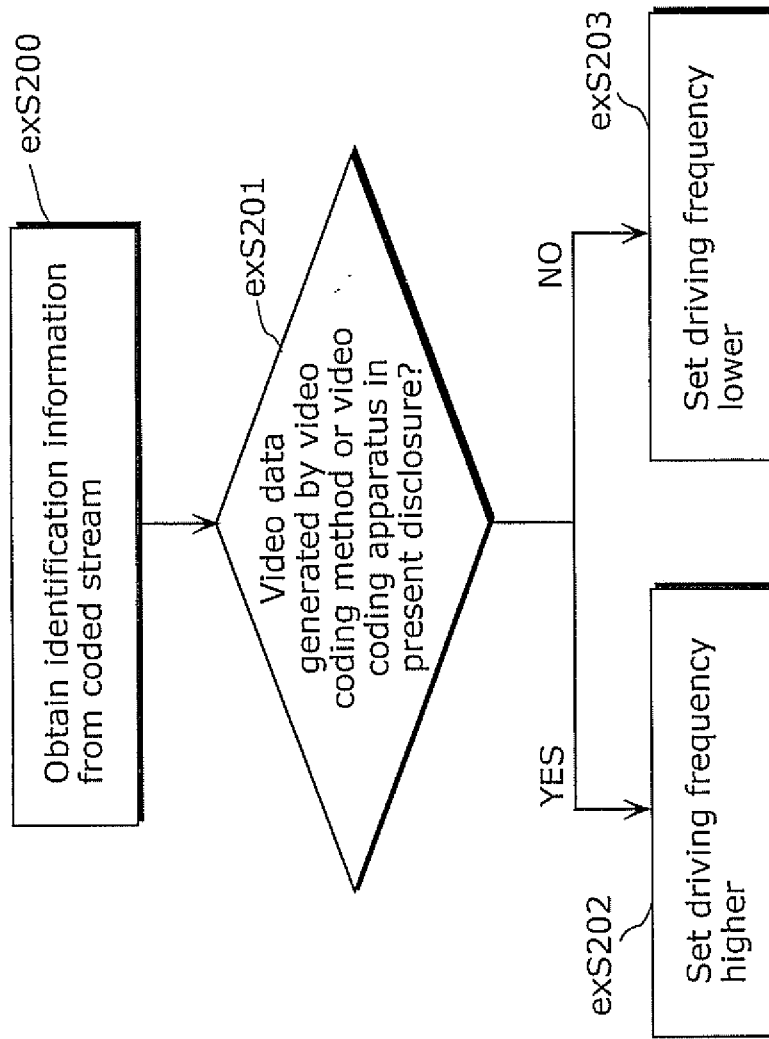 exS200
Obtain identification information
from coded stream
exS201
Video data
generated by video
coding method or video
coding apparatus in
present disclosure?
YES
NO
exS202
Set driving frequency
higher
exS203
Set driving frequency
lower